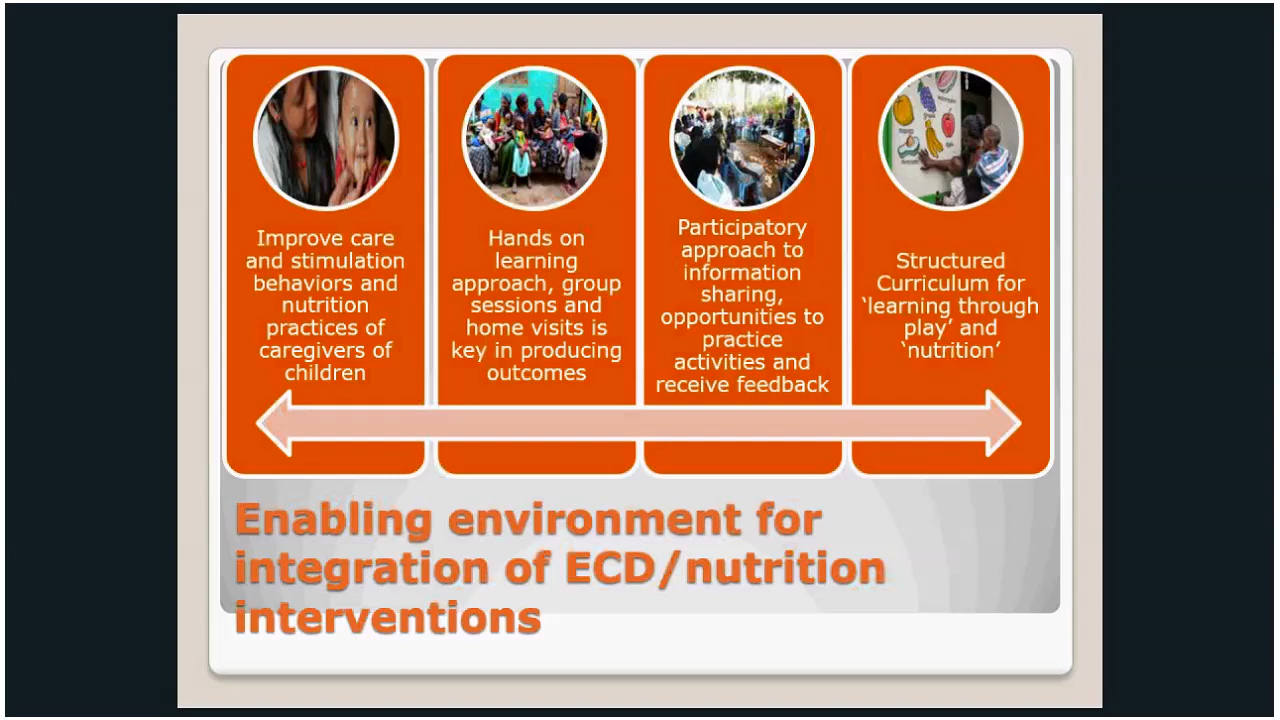 Improve care
and stimulation
behaviors and
nutrition
practices of
caregivers of
children
Hands on
learning
approach, group
sessions and
home visits is
key in producing
outcomes
Participatory
approach to
information
sharing,
opportunities to
practice
activities and
receive feedback
Structured
Curriculum for
‘learning through
play’ and
‘nutrition’
Enabling environment for
integration of ECD/nutrition
interventions